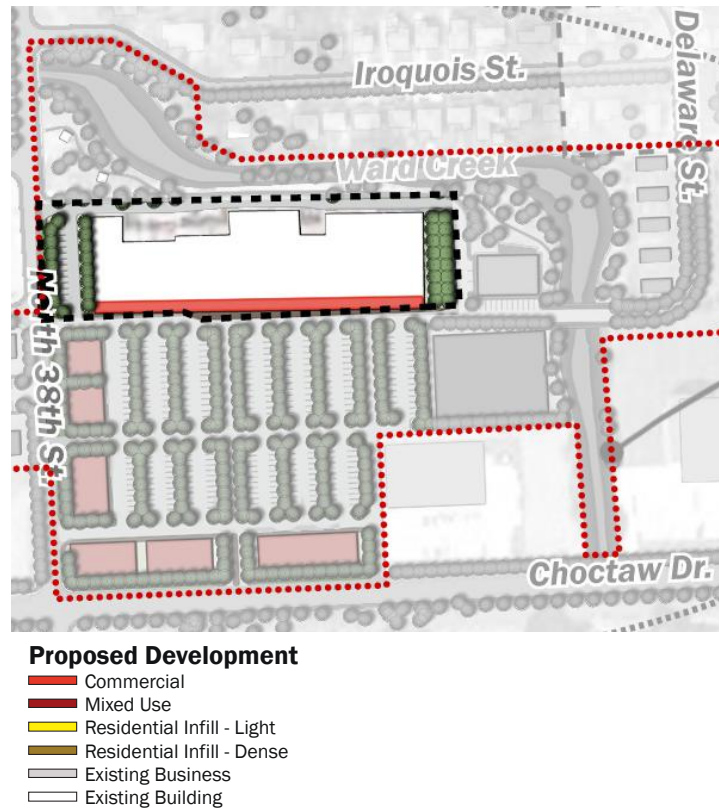 Iroquois St.
Delaware St.
Ward Creek
North 38th St.
Choctaw Dr.
Proposed Development
Commercial
Mixed Use
Residential Infill - Light
Residential Infill - Dense
Existing Business
Existing Building